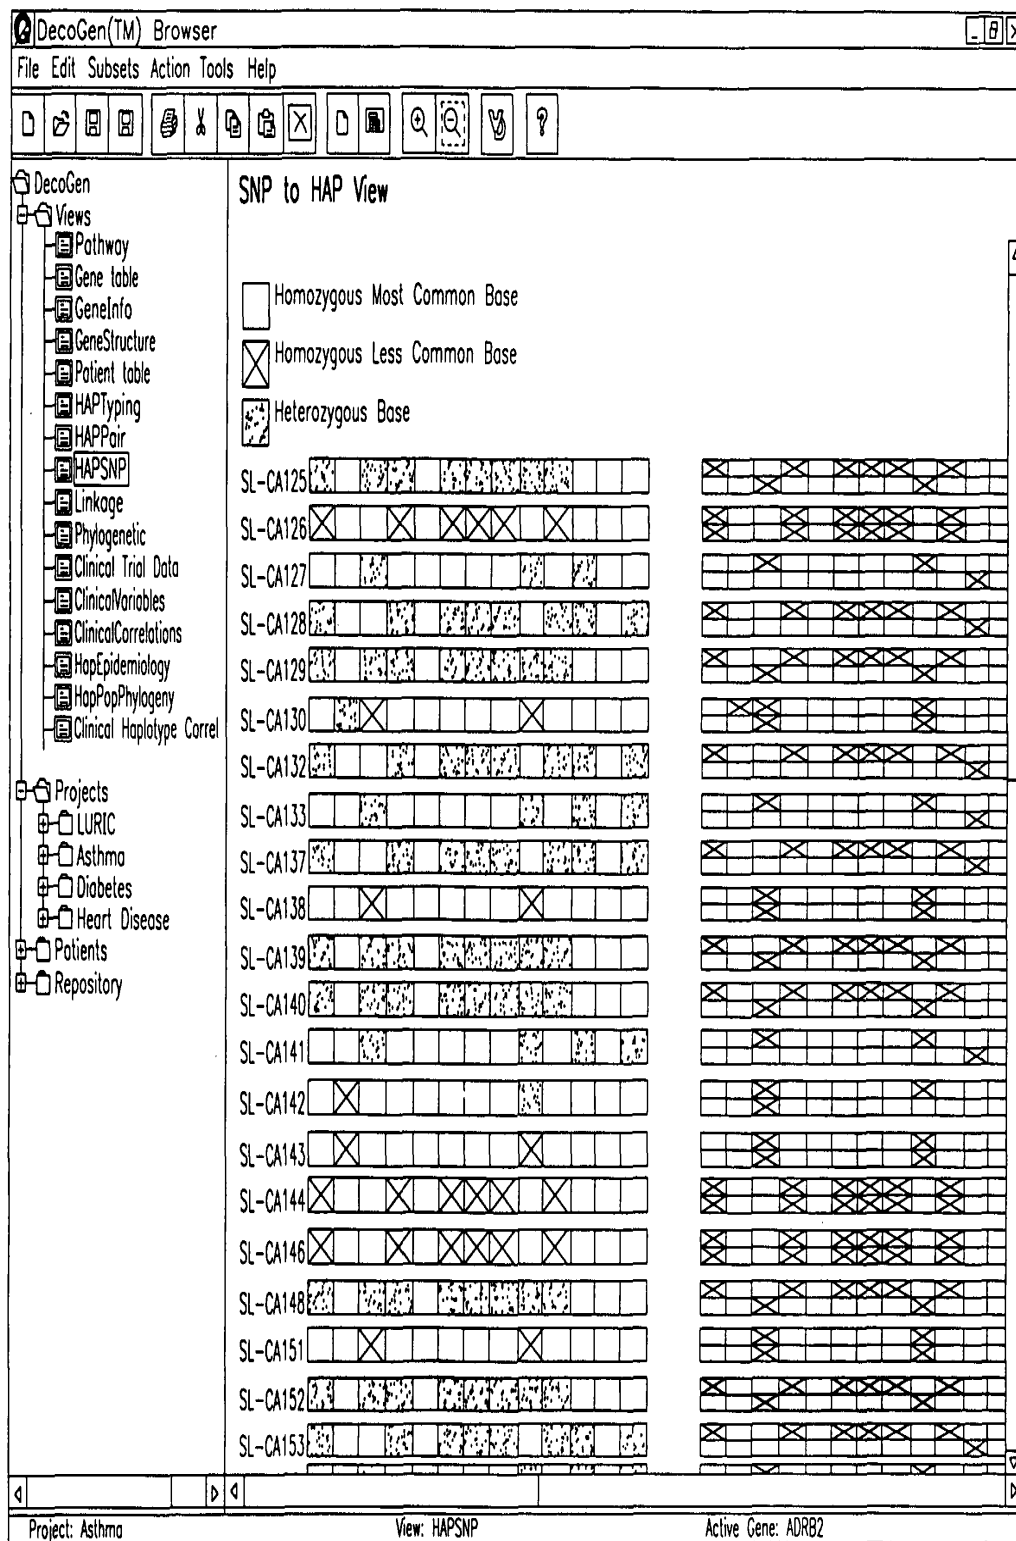 DecoGen(TM) Browser
File Edit Subsets Action Tools Help
DecoGen
Views
Pathway
Gene table
GeneInfo
GeneStructure
Patient table
HAPTyping
HAPPair
HAPSNP
Linkage
Phylogenetic
Clinical Trial Data
ClinicalVariables
ClinicalCorrelations
HapEpidemiology
HapPopPhylogeny
Clinical Haplotype Correl
Projects
LURIC
Asthma
Diabetes
Heart Disease
Patients
Repository
SNP to HAP View
Homozygous Most Common Base
Homozygous Less Common Base
Heterozygous Base
SL-CA125
SL-CA126
SL-CA127
SL-CA128
SL-CA129
SL-CA130
SL-CA132
SL-CA133
SL-CA137
SL-CA138
SL-CA139
SL-CA140
SL-CA141
SL-CA142
SL-CA143
SL-CA144
SL-CA146
SL-CA148
SL-CA151
SL-CA152
SL-CA153
Project: Asthma
View: HAPSNP
Active Gene: ADRB2